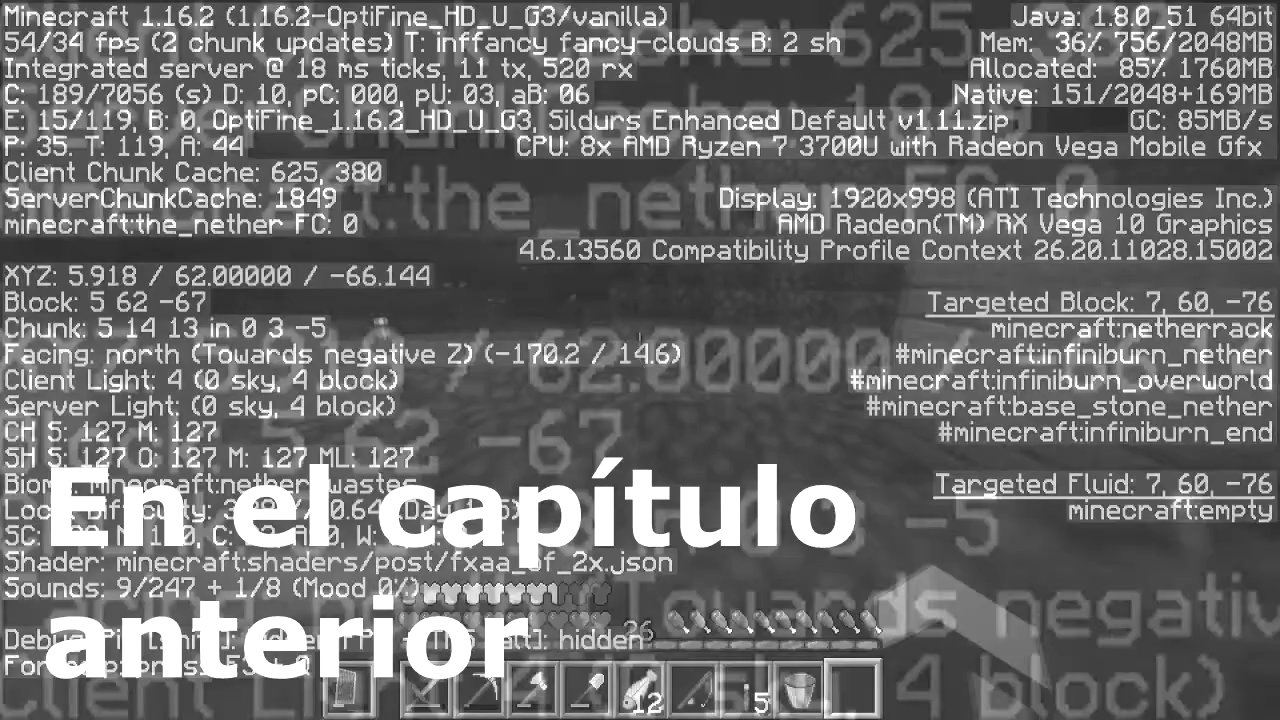 Minecraft 1.16.2 (1.16.2-OptiFine_HD_U_G3/vanilla)
54/34 fps (2 chunk updates) T: inffancy fancy-clouds B: 2 sh
Integrated server @ 18 ms ticks, 11 tx, 520 rx
C: 189/7056 (s) D: 10, pC: 000, pU: 03, aB: 06
E: 15/119, B: 0, OptiFine_1.16.2_HD_U_G3, Sildurs Enhanced Default v1.11.zip
P: 35. T: 119, A: 44
Client Chunk Cache: 625, 380
ServerChunkCache: 1849
minecraft:the_nether FC: 0
XYZ: 5.918 / 62.00000 / -66.144
Block: 5 62 -67
Chunk: 5 14 13 in 0 3 -5
Facing: north (Towards negative Z) (-170.2 / 14.6)
Client Light: 4 (0 sky, 4 block)
Server Light: (0 sky, 4 block)
CH S: 127 M: 127
SH S: 127 O: 127 M: 127 ML: 127
Biome: minecraft:nether_wastes
Shader: minecraft:shaders/post/fxaa_of_2x.json
Sounds: 9/247 + 1/8 (Mood 0%)
hidden
Java: 1.8.0_51 64bit
Mem: 36% 756/2048MB
Allocated: 85% 1760MB
Native: 151/2048+169MB
GC: 85MB/s
CPU: 8x AMD Ryzen 7 3700U with Radeon Vega Mobile Gfx
Display: 1920x998 (ATI Technologies Inc.)
AMD Radeon(TM) RX Vega 10 Graphics
4.6.13560 Compatibility Profile Context 26.20.11028.15002
Targeted Block: 7, 60, -76
minecraft:netherrack
#minecraft:infiniburn_nether
#minecraft:infiniburn_overworld
#minecraft:base_stone_nether
#minecraft:infiniburn_end
Targeted Fluid: 7, 60, -76
minecraft:empty
En el capítulo
anterior
26
12
5